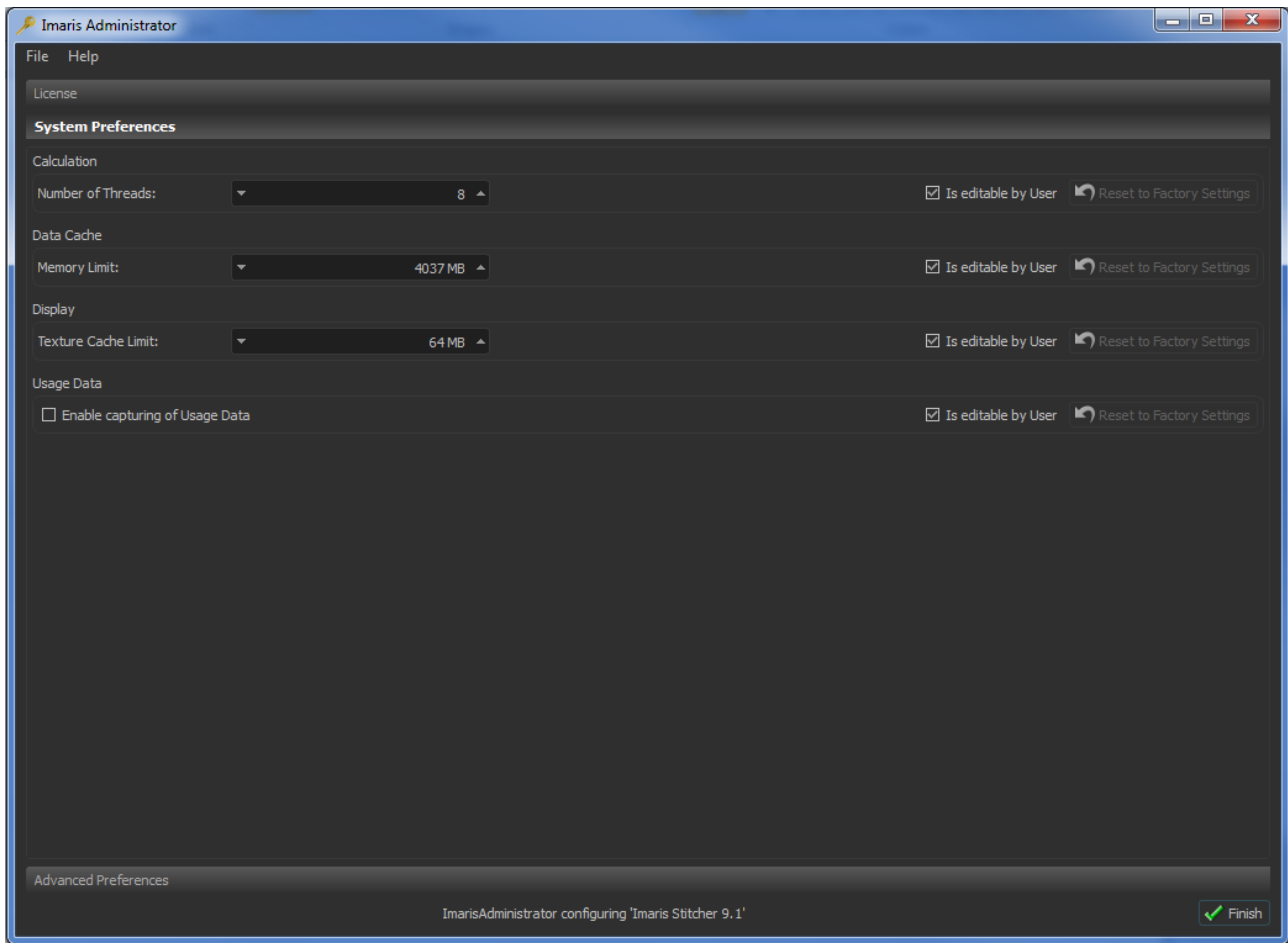 Imaris Administrator
File Help
License
System Preferences
Calculation
Number of Threads: 8 Is editable by User Reset to Factory Settings
Data Cache
Memory Limit: 4037 MB Is editable by User Reset to Factory Settings
Display
Texture Cache Limit: 64 MB Is editable by User Reset to Factory Settings
Usage Data
Enable capturing of Usage Data Is editable by User Reset to Factory Settings
Advanced Preferences
ImarisAdministrator configuring 'Imaris Stitcher 9.1' Finish